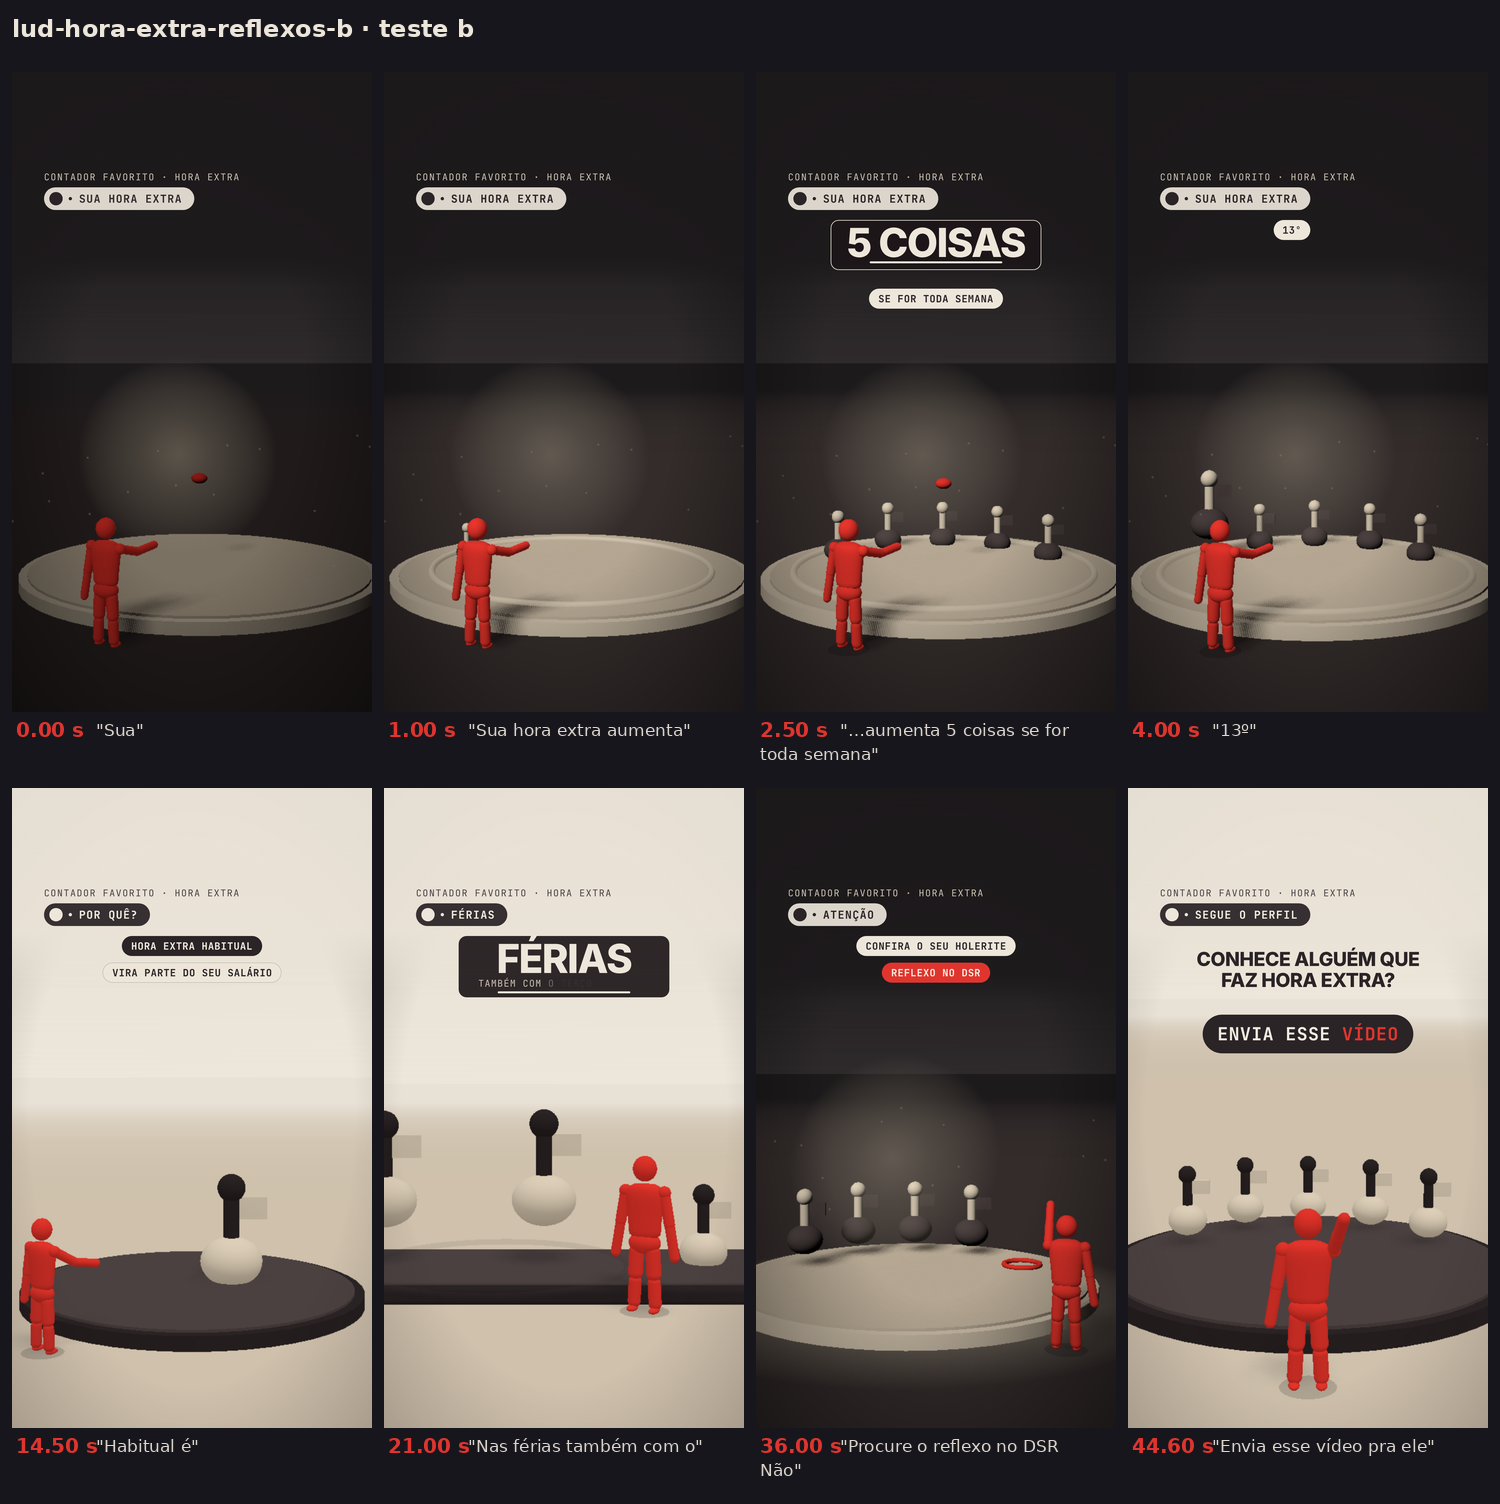 lud-hora-extra-reflexos-b · teste b
CONTADOR FAVORITO · HORA EXTRA
• SUA HORA EXTRA
0.00 s "Sua"
CONTADOR FAVORITO · HORA EXTRA
• SUA HORA EXTRA
1.00 s "Sua hora extra aumenta"
CONTADOR FAVORITO · HORA EXTRA
• SUA HORA EXTRA
5 COISAS
SE FOR TODA SEMANA
2.50 s "...aumenta 5 coisas se for
toda semana"
CONTADOR FAVORITO · HORA EXTRA
• SUA HORA EXTRA
13°
4.00 s "13º"
CONTADOR FAVORITO · HORA EXTRA
• POR QUÊ?
HORA EXTRA HABITUAL
VIRA PARTE DO SEU SALÁRIO
14.50 s "Habitual é"
CONTADOR FAVORITO · HORA EXTRA
• FÉRIAS
FÉRIAS
TAMBÉM COM O
21.00 s "Nas férias também com o"
CONTADOR FAVORITO · HORA EXTRA
• ATENÇÃO
CONFIRA O SEU HOLERITE
REFLEXO NO DSR
36.00 s "Procure o reflexo no DSR
Não"
CONTADOR FAVORITO · HORA EXTRA
• SEGUE O PERFIL
CONHECE ALGUÉM QUE
FAZ HORA EXTRA?
ENVIA ESSE VÍDEO
44.60 s "Envia esse vídeo pra ele"